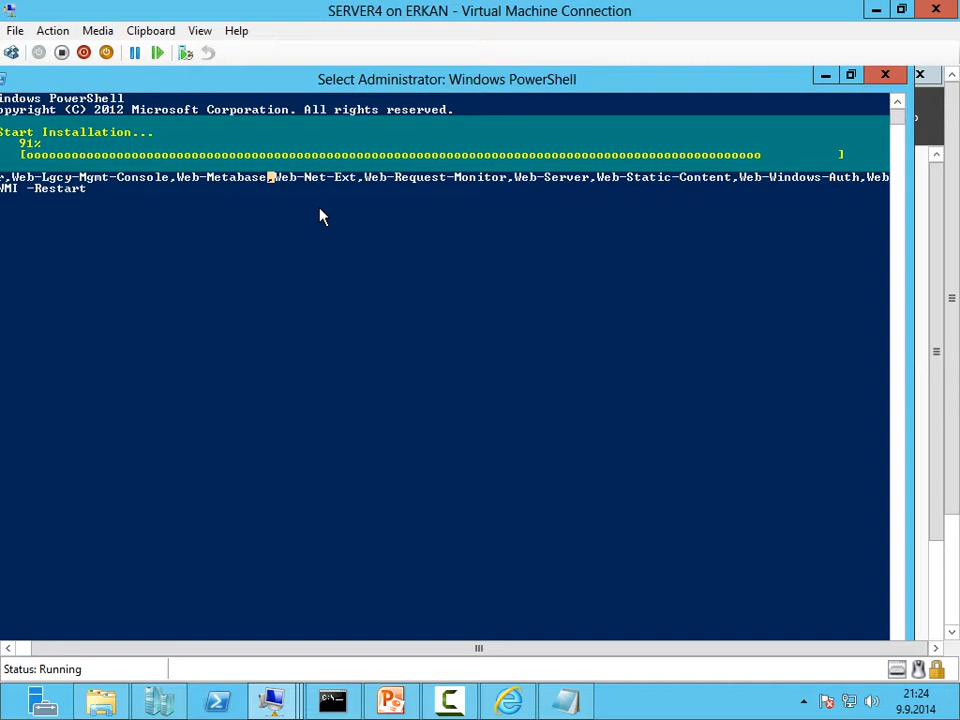 SERVER4 on ERKAN - Virtual Machine Connection
File Action Media Clipboard View Help
Select Administrator: Windows PowerShell
indows PowerShell
opyright (C) 2012 Microsoft Corporation. All rights reserved.
Start Installation...
91%
[oooooooooooooooooooooooooooooooooooooooooooooooooooooooooooooooooooooooooooooooooooooooooooooooooo ]
r,Web-Lgcy-Mgmt-Console,Web-Metabase,Web-Net-Ext,Web-Request-Monitor,Web-Server,Web-Static-Content,Web-Windows-Auth,Web
WMI -Restart
Status: Running
21:24
9.9.2014